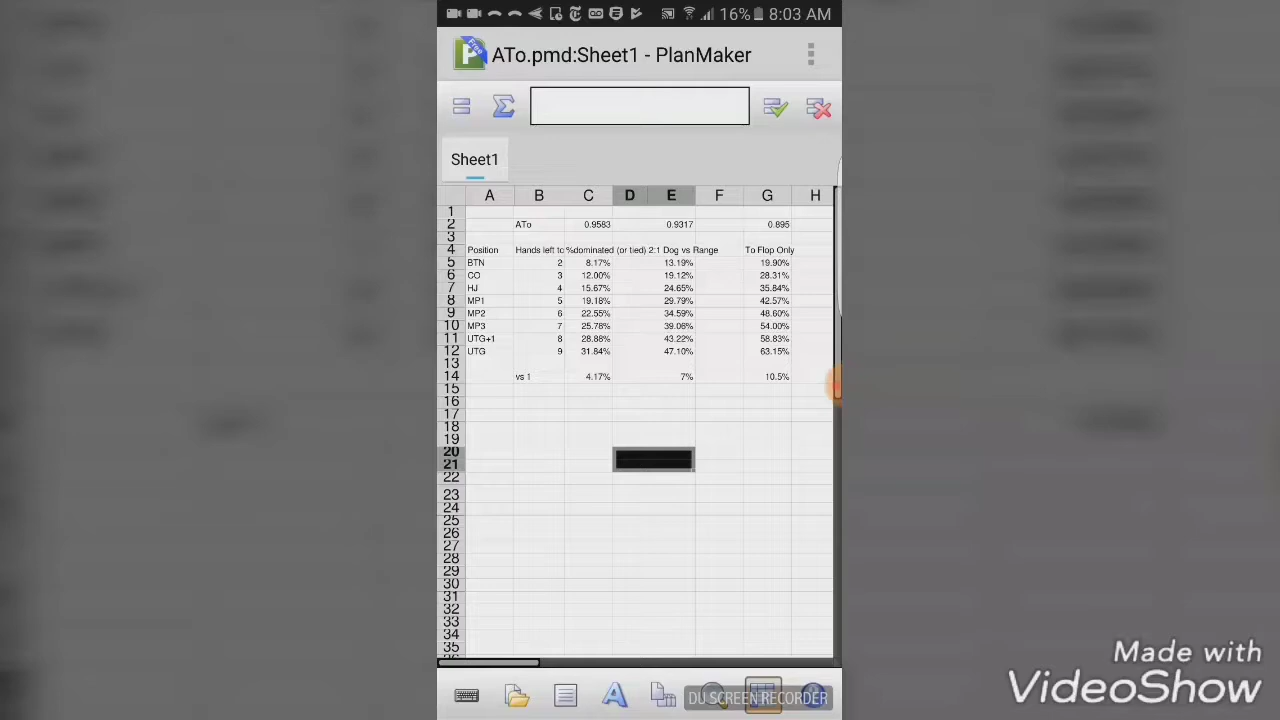 16% 8:03 AM
Free
ATo.pmd:Sheet1 - PlanMaker
Sheet1
A B C D E F G H
1
2 ATo 0.9583 0.9317 0.895
3
4 Position Hands left to %dominated (or tied) 2:1 Dog vs Range To Flop Only
5 BTN 2 8.17% 13.19% 19.90%
6 CO 3 12.00% 19.12% 28.31%
7 HJ 4 15.67% 24.65% 35.84%
8 MP1 5 19.18% 29.79% 42.57%
9 MP2 6 22.55% 34.59% 48.60%
10 MP3 7 25.78% 39.06% 54.00%
11 UTG+1 8 28.88% 43.22% 58.83%
12 UTG 9 31.84% 47.10% 63.15%
13
14 vs 1 4.17% 7% 10.5%
15
16
17
18
19
20
21
22
23
24
25
26
27
28
29
30
31
32
33
34
35
DU SCREEN RECORDER
Made with
VideoShow